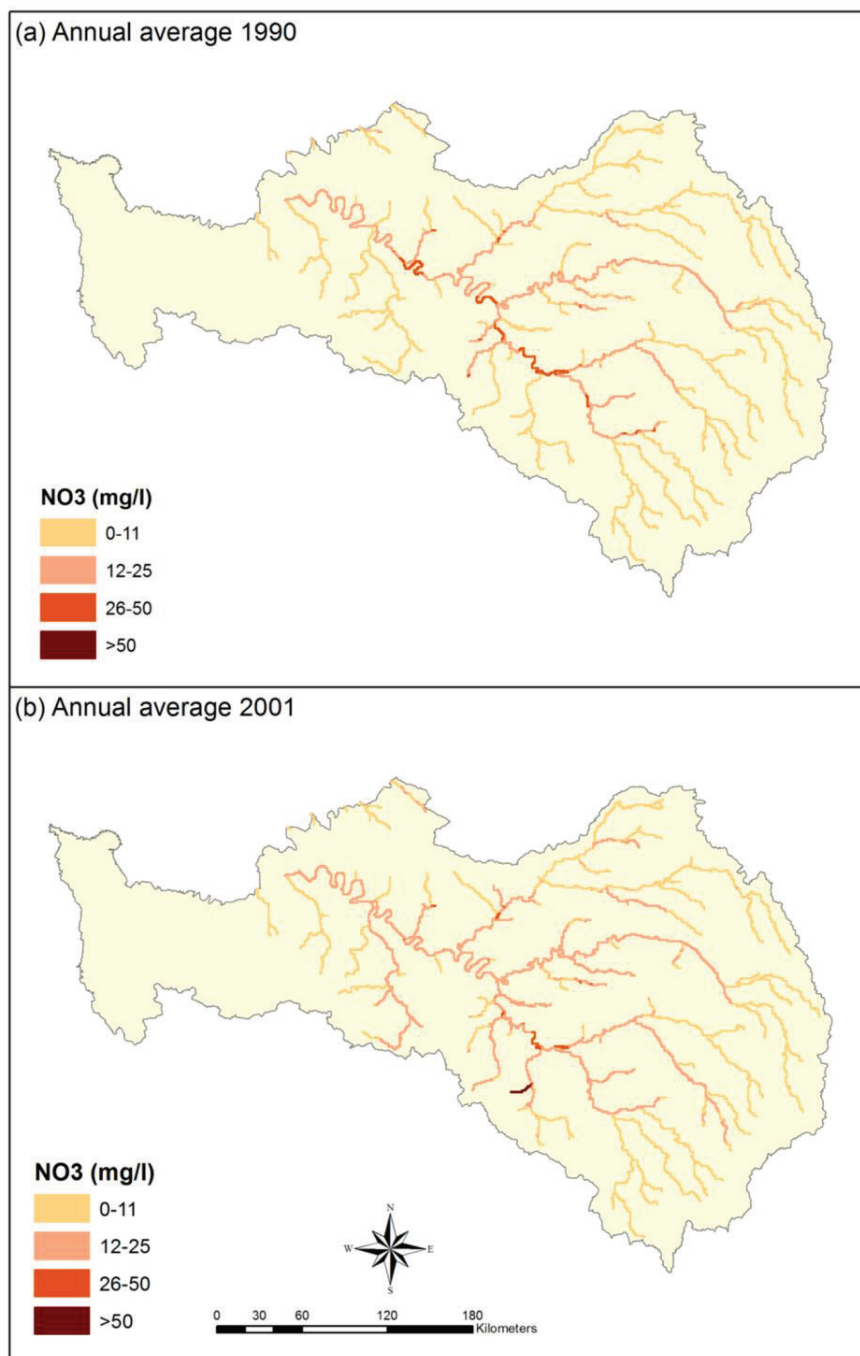 (a) Annual average 1990
NO3 (mg/l)
0-11
12-25
26-50
>50
(b) Annual average 2001
NO3 (mg/l)
0-11
12-25
26-50
>50
N
W E
S
0 30 60 120 180
Kilometers